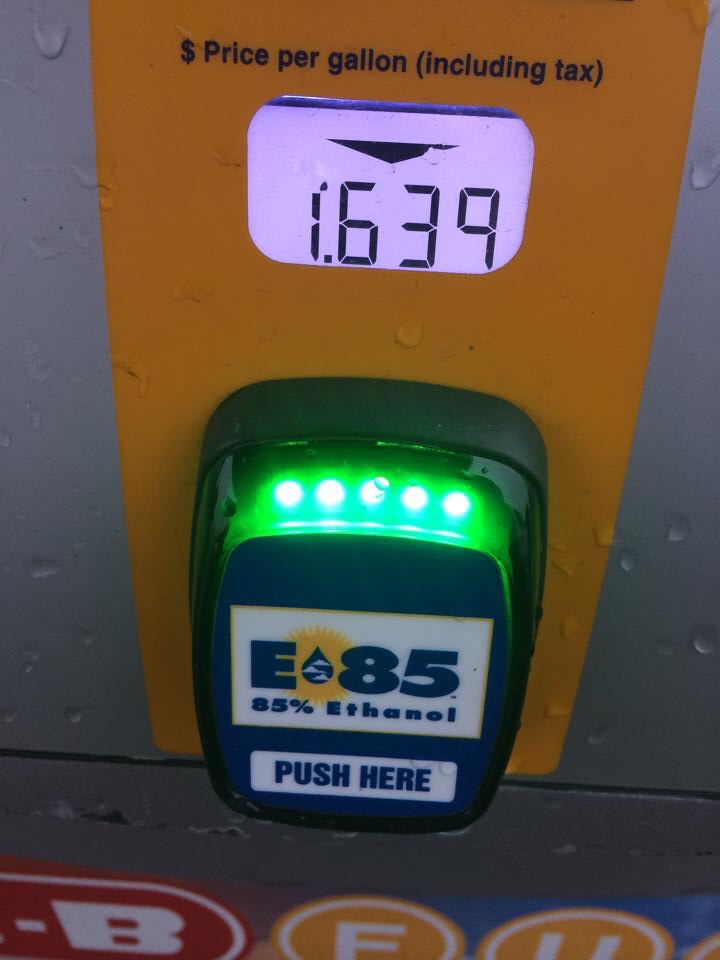 $ Price per gallon (including tax)
1.639
E85
85% Ethanol
PUSH HERE
-B F U